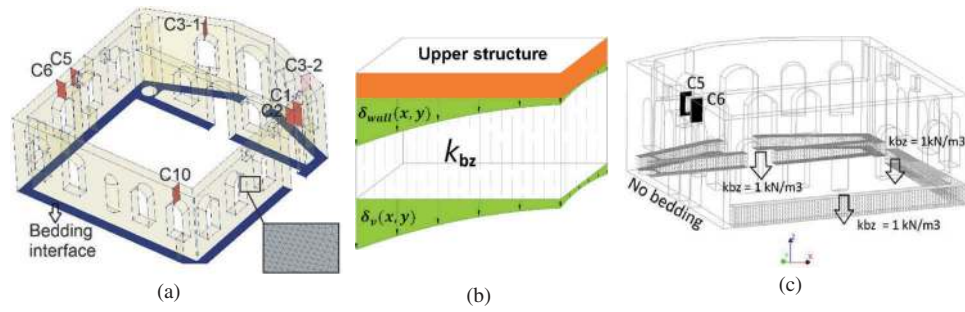 (a)
C3-1
C5
C6
C3-2
C1
C2
C10
Bedding
interface
(b)
Upper structure
δwall(x, y)
kbz
δv(x, y)
(c)
C5
C6
kbz = 1kN/m3
kbz = 1 kN/m3
No bedding
kbz = 1 kN/m3
z
x
(a)
(b)
(c)